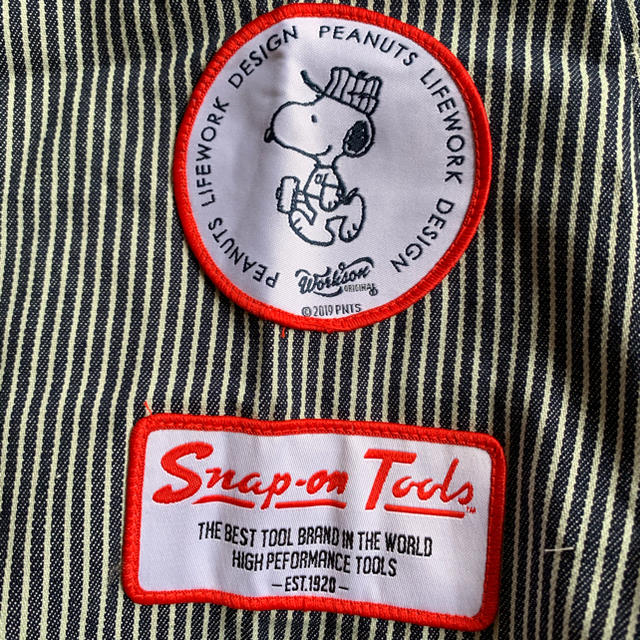 PEANUTS LIFEWORK DESIGN PEANUTS LIFEWORK DESIGN
Workson
ORIGINAL
©2019 PNTS
Snap-on Tools™
THE BEST TOOL BRAND IN THE WORLD
HIGH PEFORMANCE TOOLS
–EST.1920–